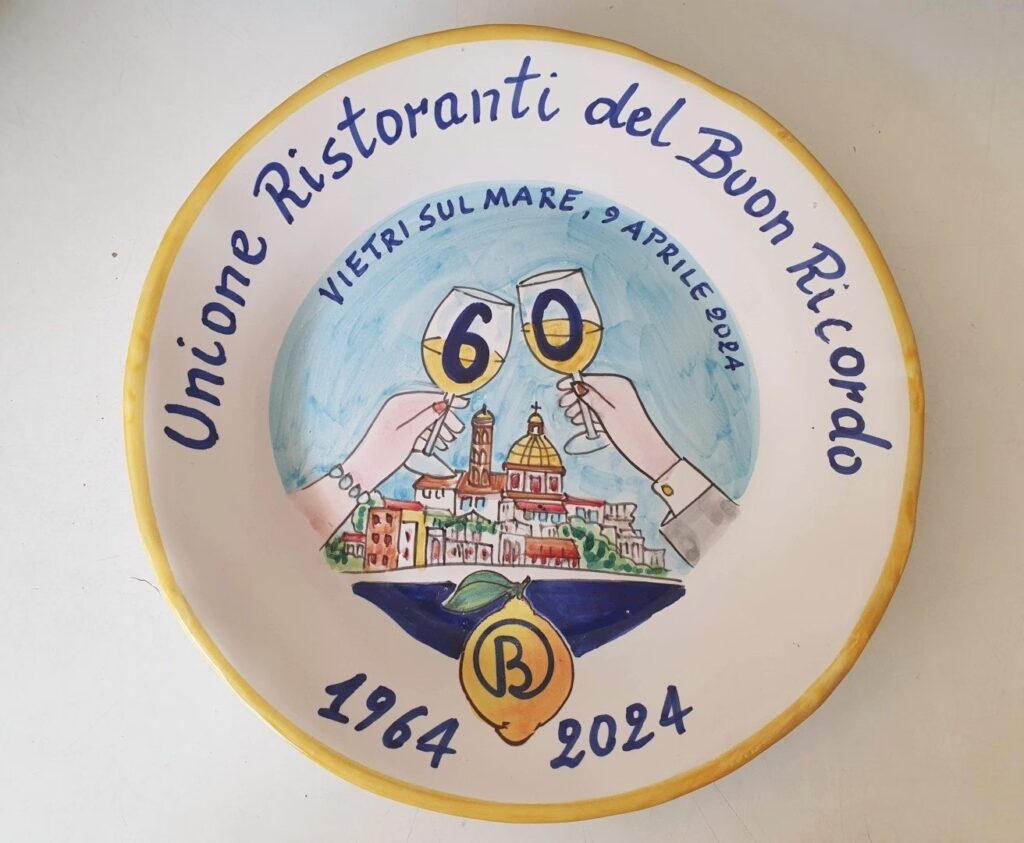 Unione Ristoranti del Buon Ricordo
VIETRI SUL MARE, 9 APRILE 2024
60
B
1964 2024